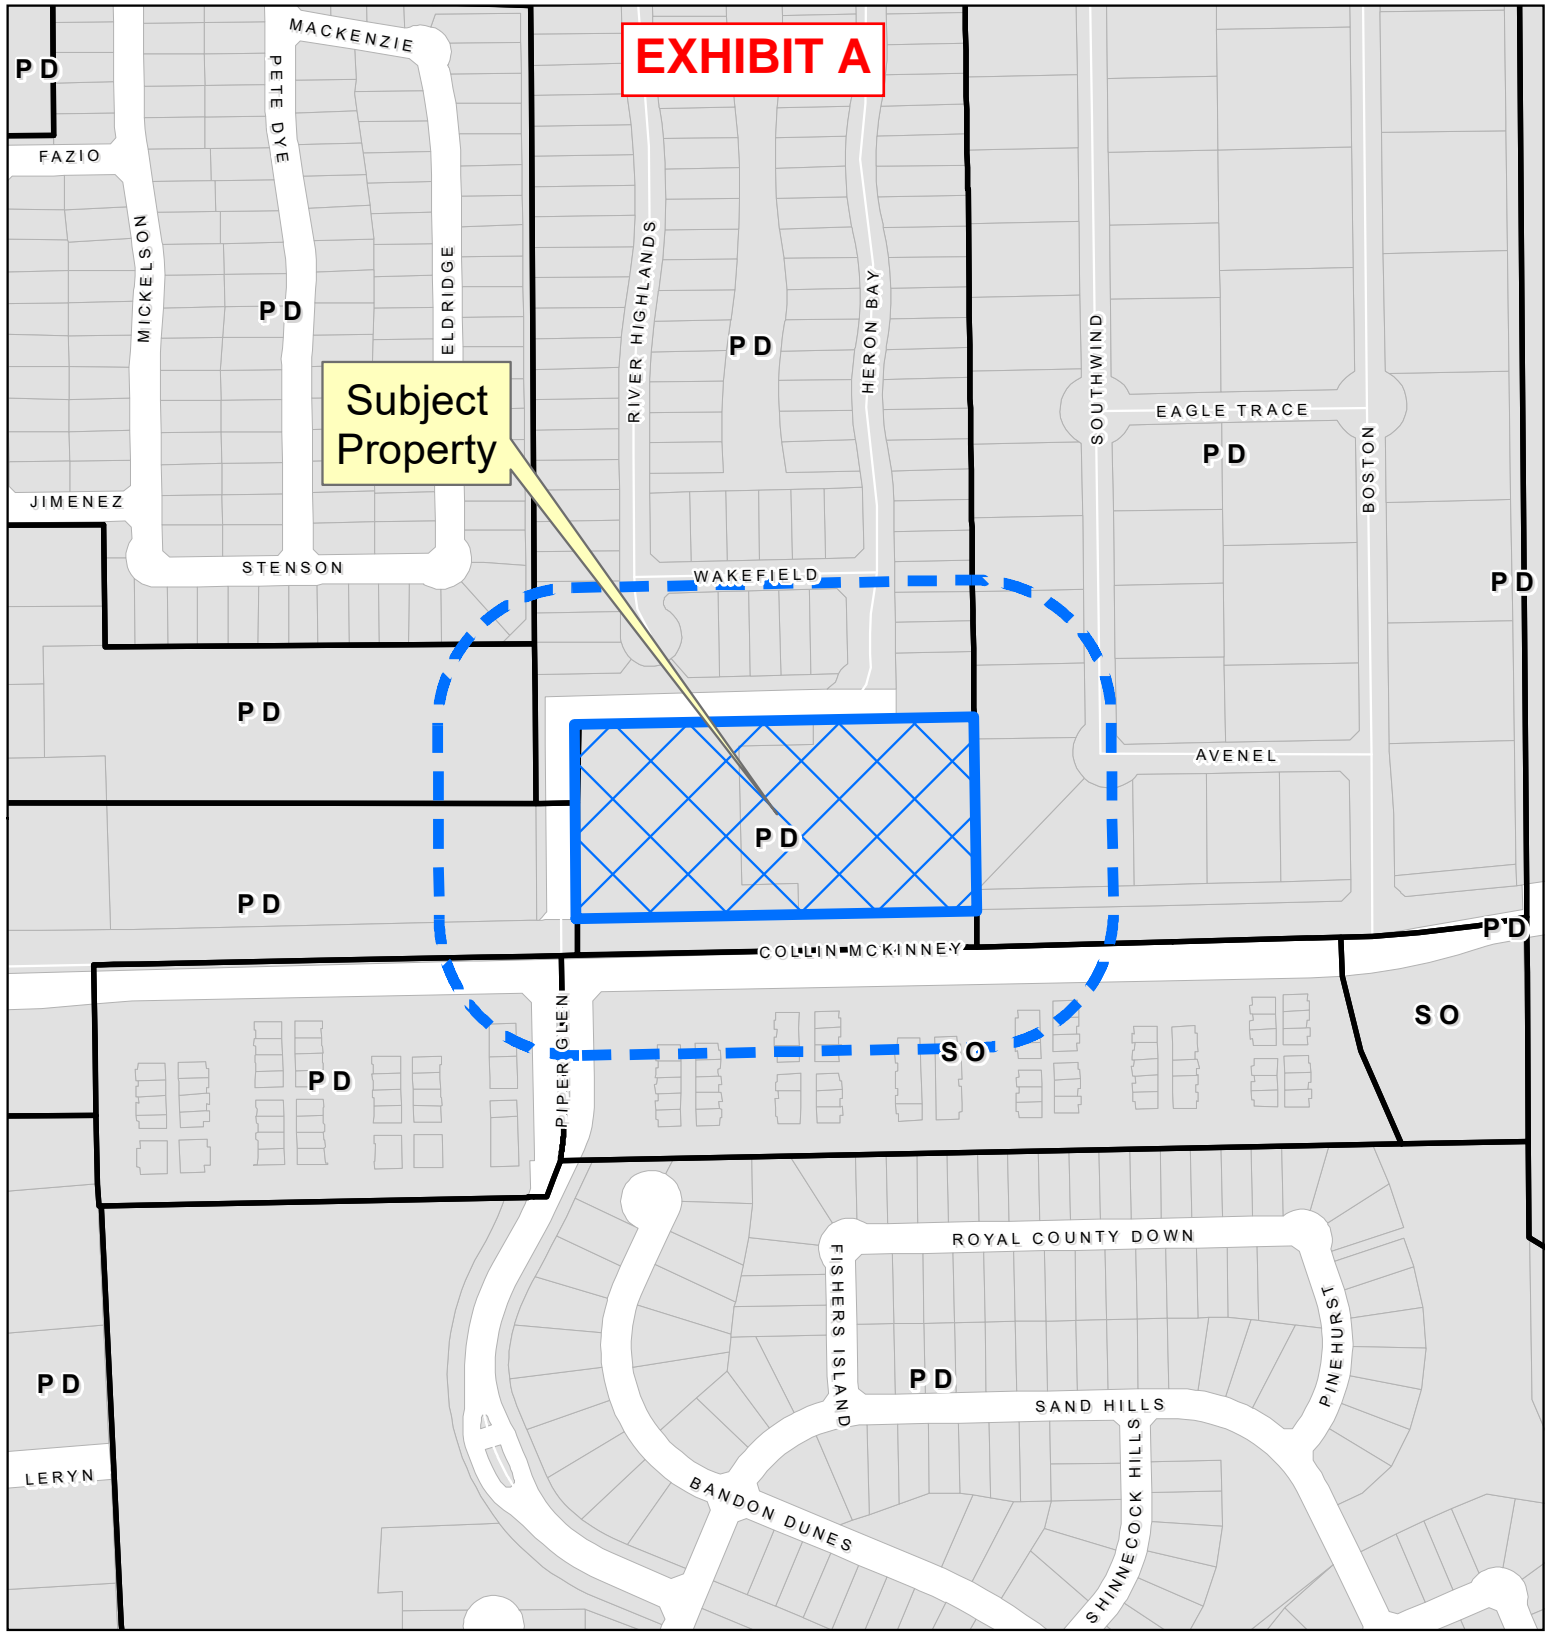 MACKENZIE
EXHIBIT A
PD
PETE DYE
FAZIO
MICKELSON
ELDRIDGE
RIVER HIGHLANDS
HERON BAY
PD
PD
SOUTHWIND
Subject
Property
EAGLE TRACE
PD
BOSTON
JIMENEZ
STENSON
WAKEFIELD
PD
PD
AVENEL
PD
PD
PD
COLLIN MCKINNEY
PIPERGLEN
SO
SO
PD
ROYAL COUNTY DOWN
FISHERS ISLAND
PINEHURST
PD
PD
SAND HILLS
SHINNECOCK HILLS
LERYN
BANDON DUNES